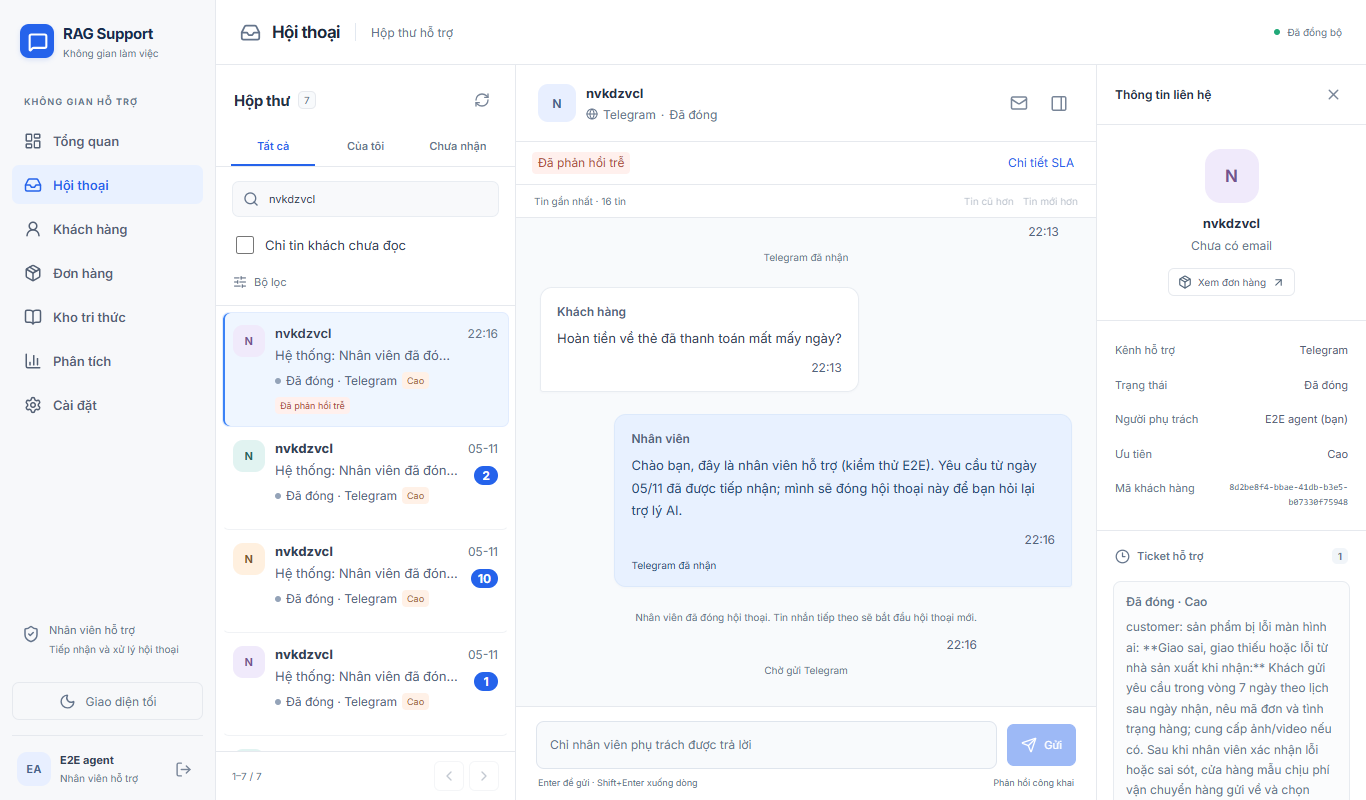 RAG Support
Không gian làm việc
KHÔNG GIAN HỖ TRỢ
Tổng quan
Hội thoại
Khách hàng
Đơn hàng
Kho tri thức
Phân tích
Cài đặt
Nhân viên hỗ trợ
Tiếp nhận và xử lý hội thoại
Giao diện tối
EA
E2E agent
Nhân viên hỗ trợ
Hội thoại
Hộp thư hỗ trợ
Đã đồng bộ
Hộp thư 7
Tất cả
Của tôi
Chưa nhận
nvkdzvcl
Chỉ tin khách chưa đọc
Bộ lọc
N
nvkdzvcl 22:16
Hệ thống: Nhân viên đã đó...
Đã đóng · Telegram Cao
Đã phản hồi trễ
N
nvkdzvcl 05-11
Hệ thống: Nhân viên đã đón... 2
Đã đóng · Telegram Cao
N
nvkdzvcl 05-11
Hệ thống: Nhân viên đã đón... 10
Đã đóng · Telegram Cao
N
nvkdzvcl 05-11
Hệ thống: Nhân viên đã đón... 1
Đã đóng · Telegram Cao
1–7 / 7
N
nvkdzvcl
Telegram · Đã đóng
Đã phản hồi trễ
Chi tiết SLA
Tin gần nhất · 16 tin
Tin cũ hơn
Tin mới hơn
22:13
Telegram đã nhận
Khách hàng
Hoàn tiền về thẻ đã thanh toán mất mấy ngày?
22:13
Nhân viên
Chào bạn, đây là nhân viên hỗ trợ (kiểm thử E2E). Yêu cầu từ ngày
05/11 đã được tiếp nhận; mình sẽ đóng hội thoại này để bạn hỏi lại
trợ lý AI.
22:16
Telegram đã nhận
Nhân viên đã đóng hội thoại. Tin nhắn tiếp theo sẽ bắt đầu hội thoại mới.
22:16
Chờ gửi Telegram
Chỉ nhân viên phụ trách được trả lời
Gửi
Enter để gửi · Shift+Enter xuống dòng
Phản hồi công khai
Thông tin liên hệ
N
nvkdzvcl
Chưa có email
Xem đơn hàng
Kênh hỗ trợ Telegram
Trạng thái Đã đóng
Người phụ trách E2E agent (bạn)
Ưu tiên Cao
Mã khách hàng 8d2be8f4-bbae-41db-b3e5-
b07330f75948
Ticket hỗ trợ 1
Đã đóng · Cao
customer: sản phẩm bị lỗi màn hình
ai: **Giao sai, giao thiếu hoặc lỗi từ
nhà sản xuất khi nhận:** Khách gửi
yêu cầu trong vòng 7 ngày theo lịch
sau ngày nhận, nêu mã đơn và tình
trạng hàng; cung cấp ảnh/video nếu
có. Sau khi nhân viên xác nhận lỗi
hoặc sai sót, cửa hàng mẫu chịu phí
vận chuyển hàng gửi về và chọn